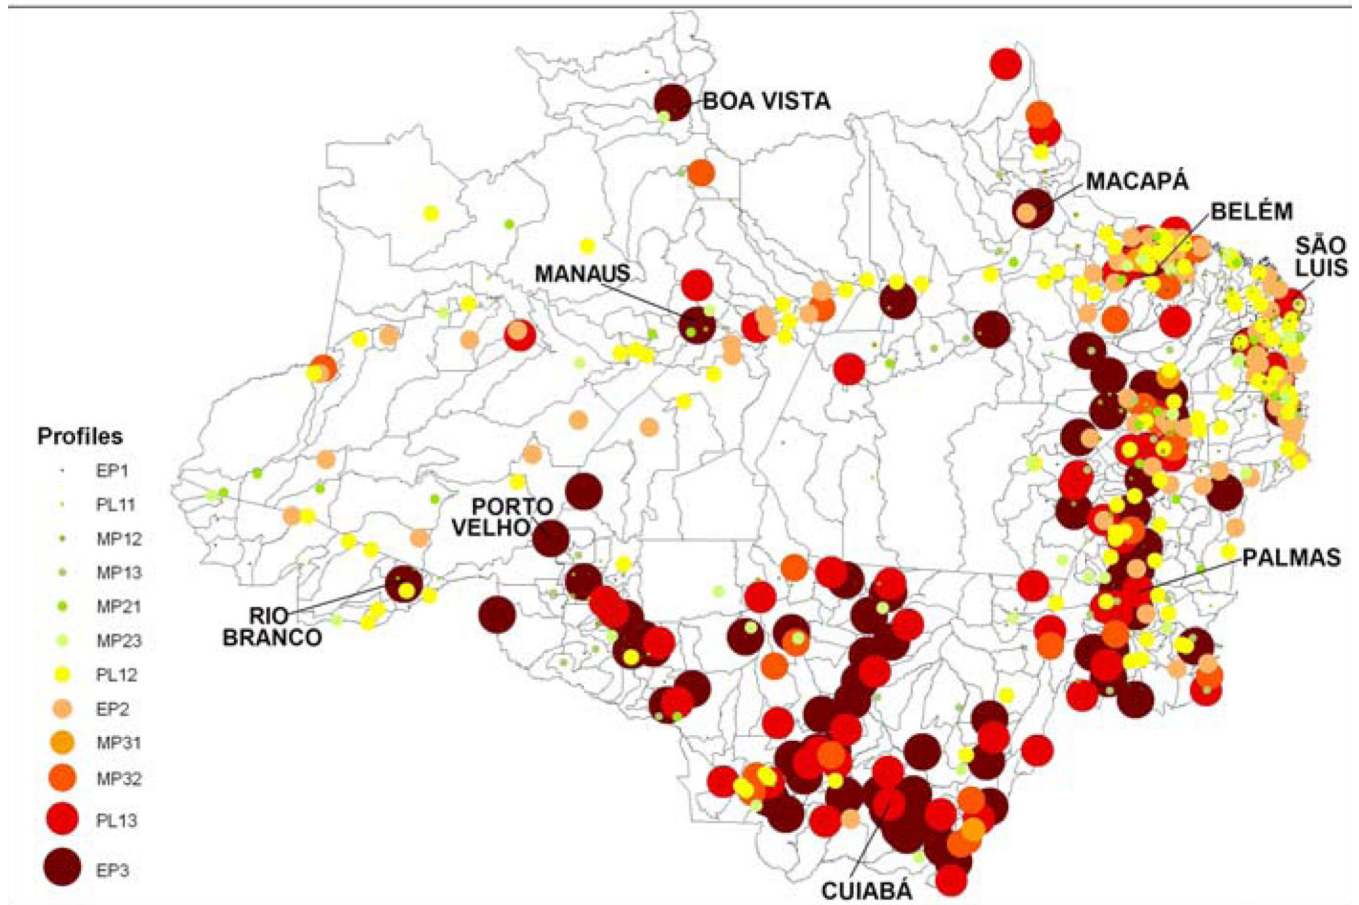 BOA VISTA
MACAPÁ
BELÉM
SÃO
LUIS
MANAUS
Profiles
EP1
PL11
MP12
MP13
MP21
MP23
PL12
EP2
MP31
MP32
PL13
EP3
PORTO
VELHO
PALMAS
RIO
BRANCO
CUIABÁ